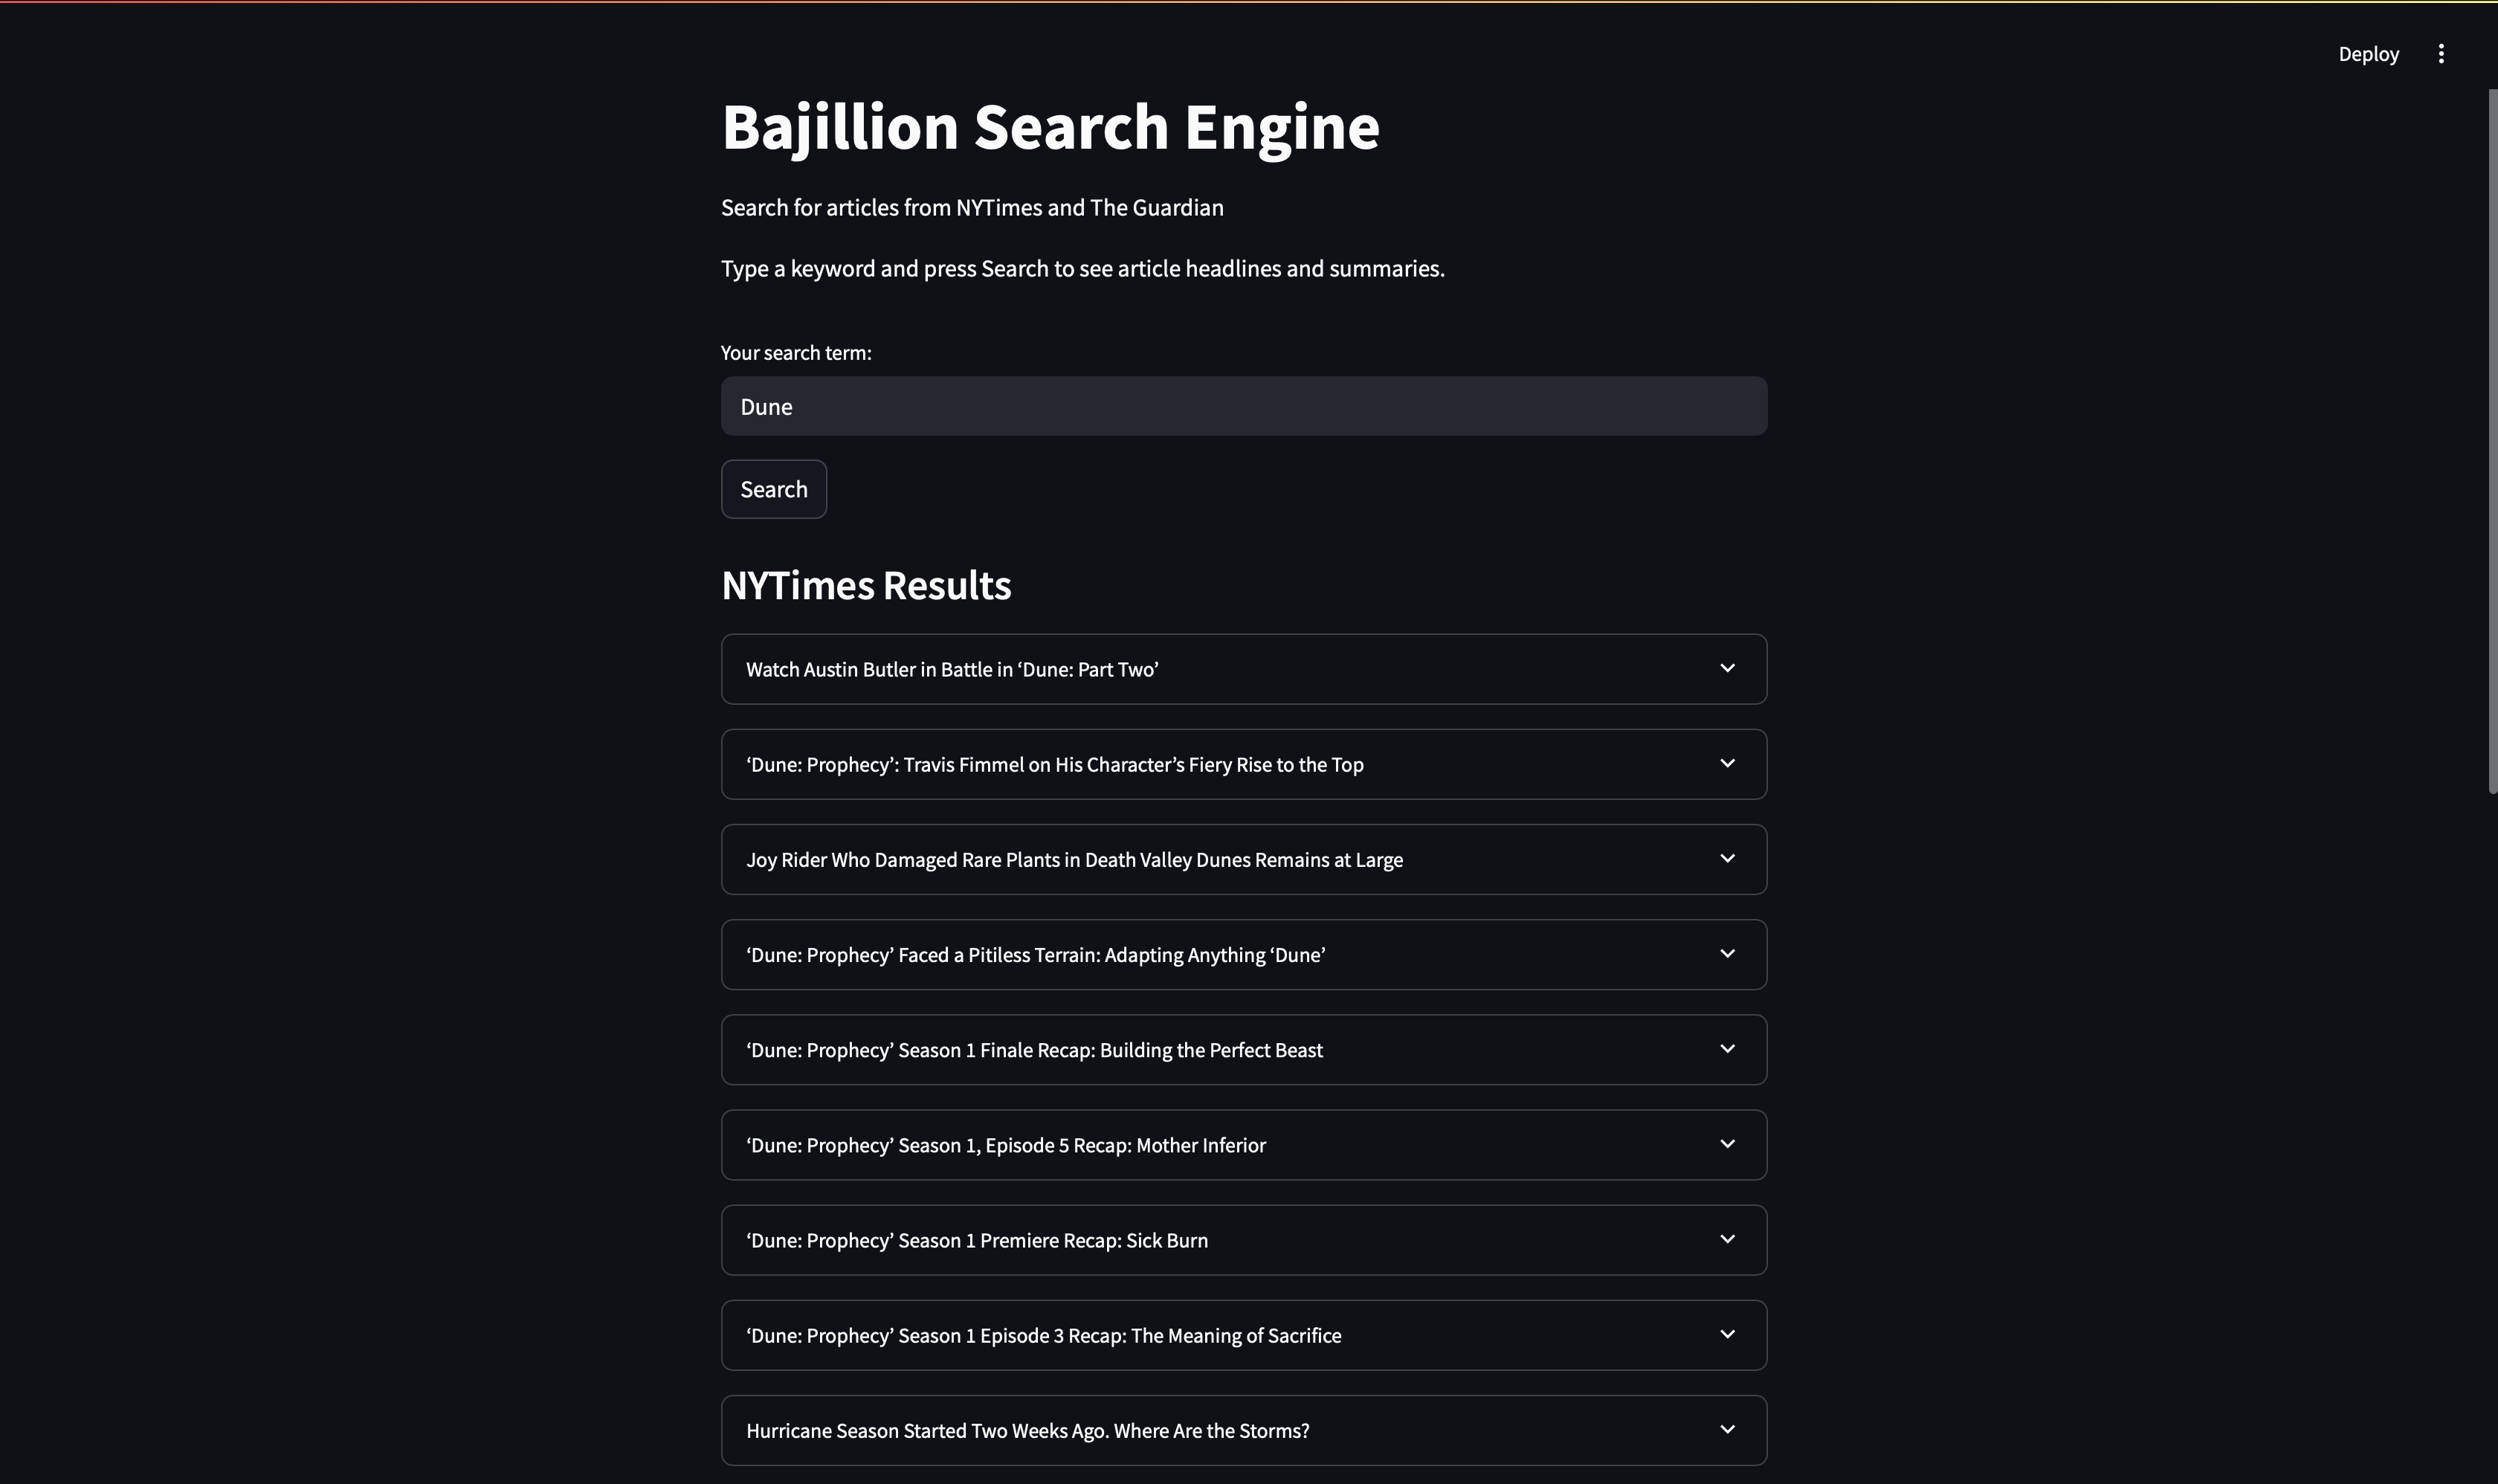 Deploy
Bajillion Search Engine
Search for articles from NYTimes and The Guardian
Type a keyword and press Search to see article headlines and summaries.
Your search term:
Dune
Search
NYTimes Results
Watch Austin Butler in Battle in ‘Dune: Part Two’
‘Dune: Prophecy’: Travis Fimmel on His Character’s Fiery Rise to the Top
Joy Rider Who Damaged Rare Plants in Death Valley Dunes Remains at Large
‘Dune: Prophecy’ Faced a Pitiless Terrain: Adapting Anything ‘Dune’
‘Dune: Prophecy’ Season 1 Finale Recap: Building the Perfect Beast
‘Dune: Prophecy’ Season 1, Episode 5 Recap: Mother Inferior
‘Dune: Prophecy’ Season 1 Premiere Recap: Sick Burn
‘Dune: Prophecy’ Season 1 Episode 3 Recap: The Meaning of Sacrifice
Hurricane Season Started Two Weeks Ago. Where Are the Storms?